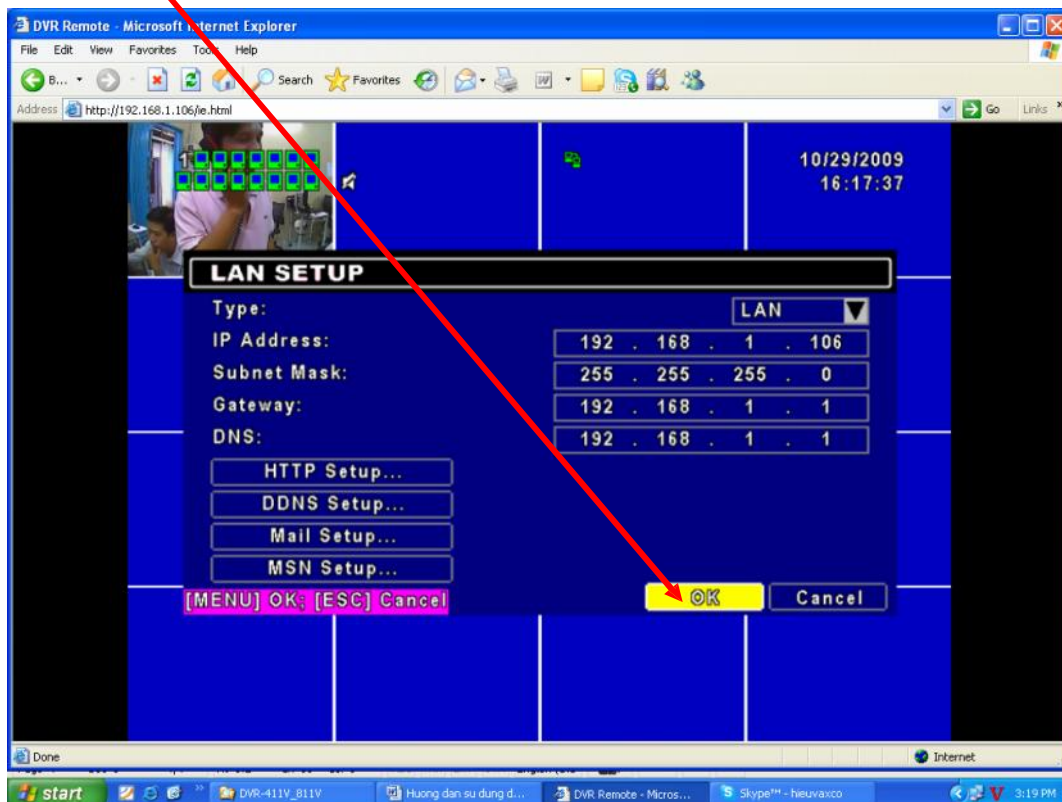 DVR Remote - Microsoft Internet Explorer
File Edit View Favorites Tools Help
B... Search Favorites
Address http://192.168.1.106/ie.html Go Links
1
10/29/2009
16:17:37
LAN SETUP
Type: LAN
IP Address: 192 . 168 . 1 . 106
Subnet Mask: 255 . 255 . 255 . 0
Gateway: 192 . 168 . 1 . 1
DNS: 192 . 168 . 1 . 1
HTTP Setup...
DDNS Setup...
Mail Setup...
MSN Setup...
[MENU] OK; [ESC] Cancel OK Cancel
Done Internet
start DVR-411V_811V Huong dan su dung d... DVR Remote - Micros... Skype™ - hieuvaxco 3:19 PM